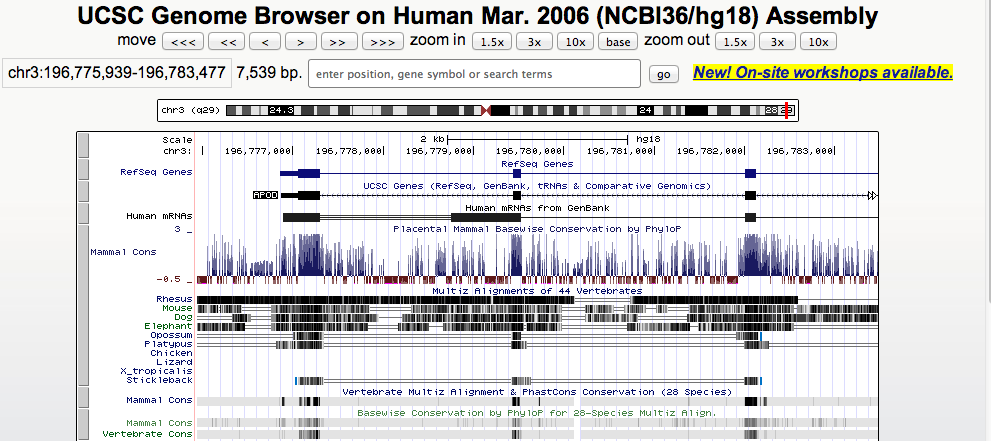 UCSC Genome Browser on Human Mar. 2006 (NCBI36/hg18) Assembly
move <<< << < > >> >>> zoom in 1.5x 3x 10x base zoom out 1.5x 3x 10x
chr3:196,775,939-196,783,477 7,539 bp. enter position, gene symbol or search terms go New! On-site workshops available.
chr3 (q29) 24.3 24 28 29
Scale 2 kb hg18
chr3: 196,777,000 196,778,000 196,779,000 196,780,000 196,781,000 196,782,000 196,783,000
RefSeq Genes
RefSeq Genes
UCSC Genes (RefSeq, GenBank, tRNAs & Comparative Genomics)
APOD
Human mRNAs from GenBank
Human mRNAs
Placental Mammal Basewise Conservation by PhyloP
3 _
Mammal Cons
-0.5 _
Multiz Alignments of 44 Vertebrates
Rhesus
Mouse
Dog
Elephant
Opossum
Platypus
Chicken
Lizard
X_tropicalis
Stickleback
Vertebrate Multiz Alignment & PhastCons Conservation (28 Species)
Mammal Cons
Basewise Conservation by PhyloP for 28-Species Multiz Align.
Mammal Cons
Vertebrate Cons